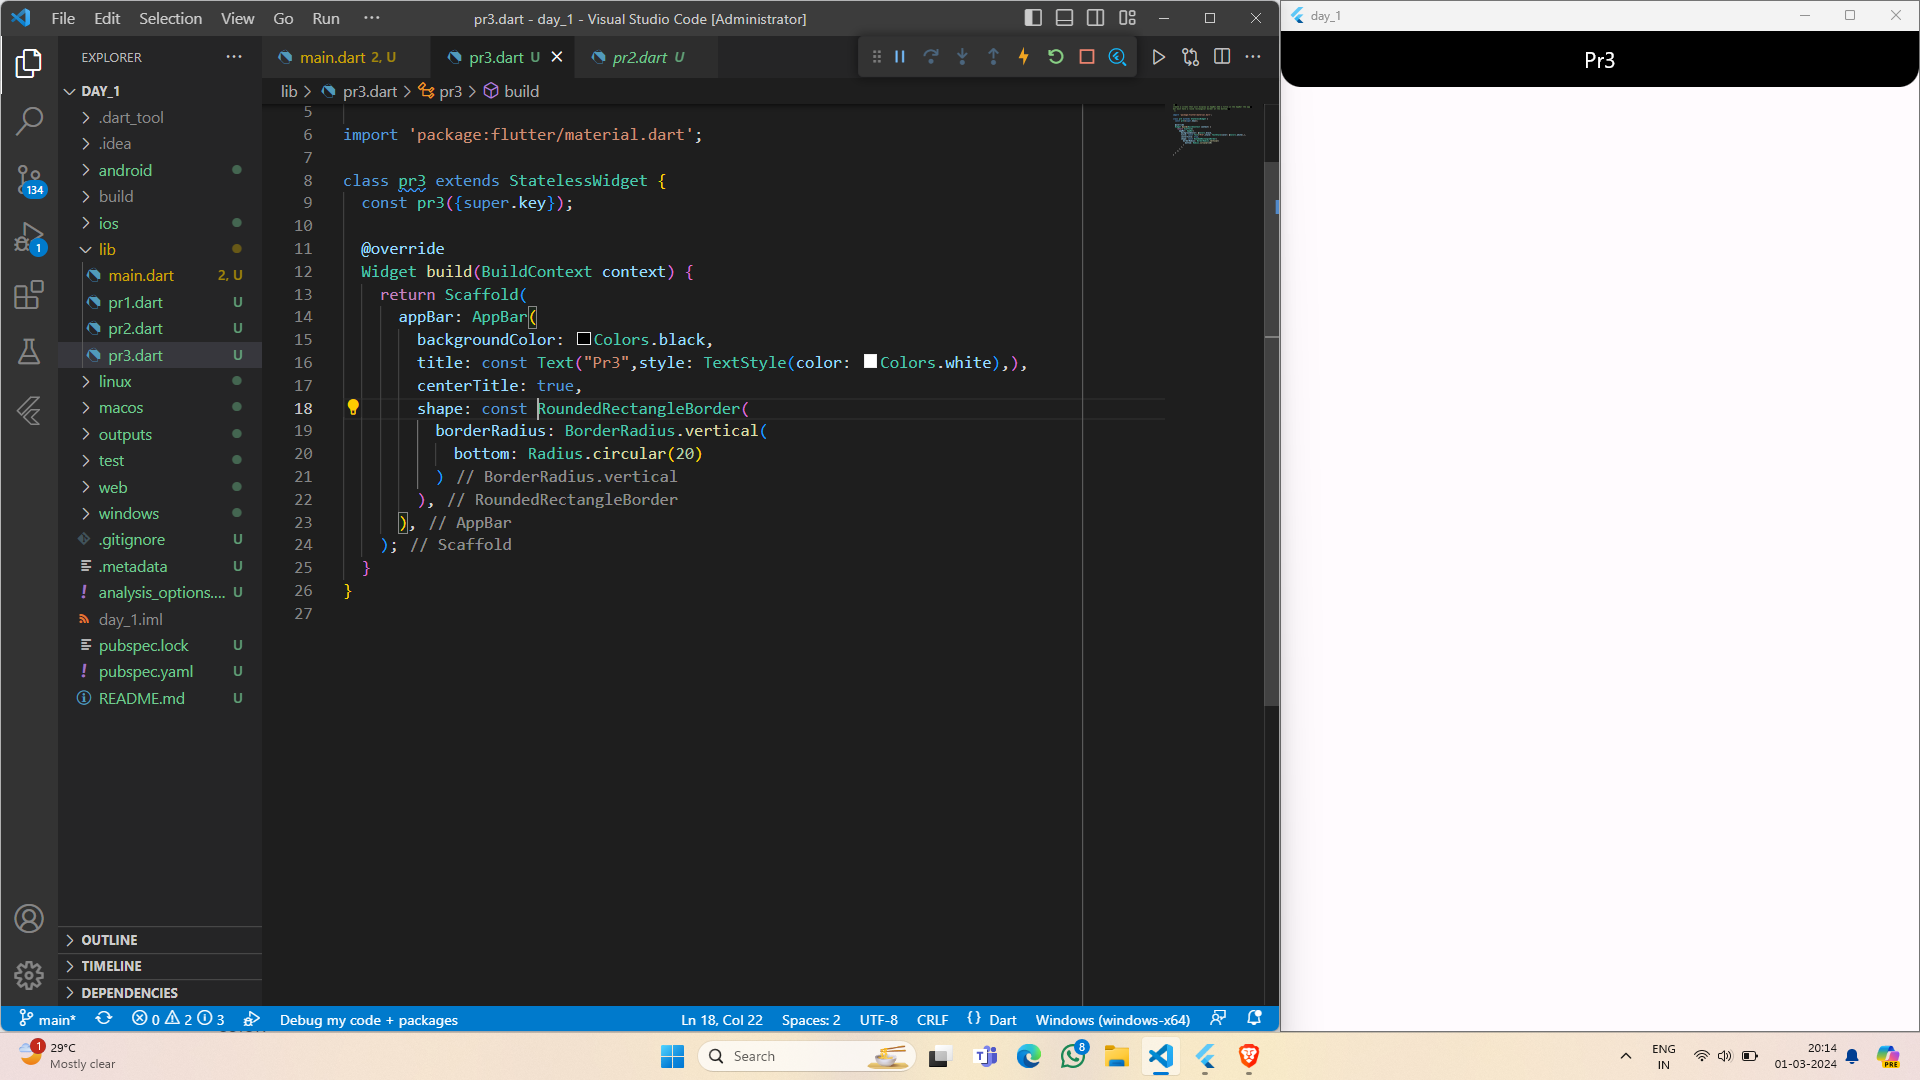 File Edit Selection View Go Run ...
pr3.dart - day_1 - Visual Studio Code [Administrator]
EXPLORER
DAY_1
.dart_tool
.idea
android
build
ios
lib
main.dart 2, U
pr1.dart U
pr2.dart U
pr3.dart U
linux
macos
outputs
test
web
windows
.gitignore U
.metadata U
analysis_options.... U
day_1.iml
pubspec.lock U
pubspec.yaml U
README.md U
OUTLINE
TIMELINE
DEPENDENCIES
134
1
main.dart 2, U
pr3.dart U
pr2.dart U
lib > pr3.dart > pr3 > build
5
6 import 'package:flutter/material.dart';
7
8 class pr3 extends StatelessWidget {
9 const pr3({super.key});
10
11 @override
12 Widget build(BuildContext context) {
13 return Scaffold(
14 appBar: AppBar(
15 backgroundColor: Colors.black,
16 title: const Text("Pr3",style: TextStyle(color: Colors.white),),
17 centerTitle: true,
18 shape: const RoundedRectangleBorder(
19 borderRadius: BorderRadius.vertical(
20 bottom: Radius.circular(20)
21 ) // BorderRadius.vertical
22 ), // RoundedRectangleBorder
23 ), // AppBar
24 ); // Scaffold
25 }
26 }
27
main* 0 2 3 Debug my code + packages Ln 18, Col 22 Spaces: 2 UTF-8 CRLF {} Dart Windows (windows-x64)
day_1
Pr3
1
29°C
Mostly clear
Search
8
ENG
IN
20:14
01-03-2024
PRE